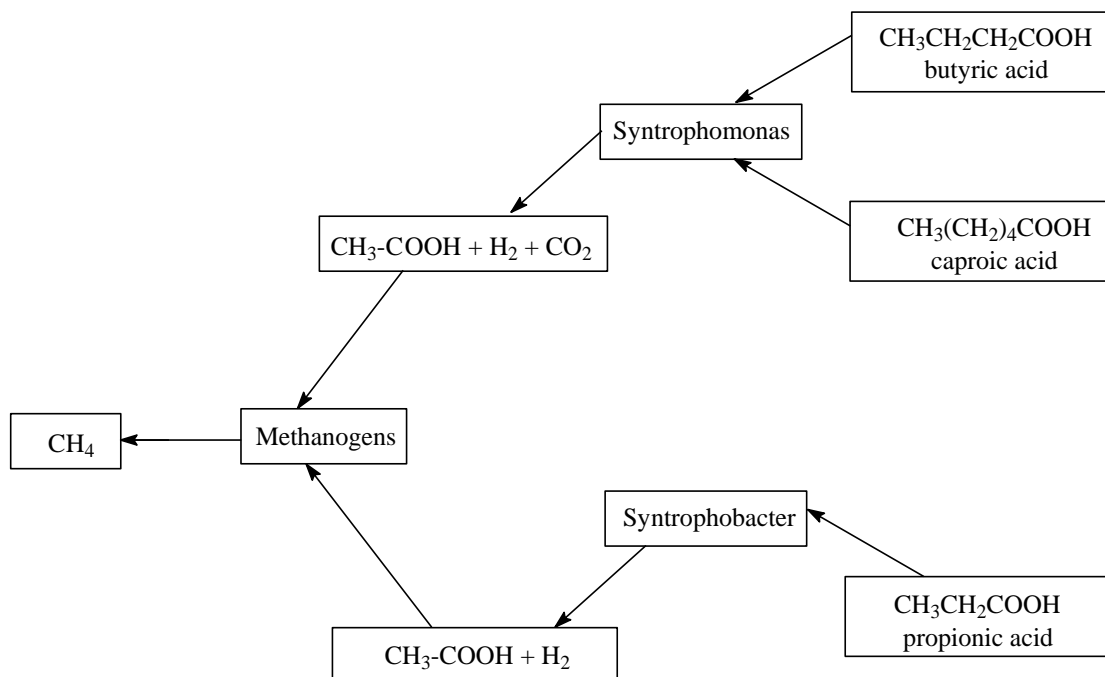 CH₃CH₂CH₂COOH
butyric acid
Syntrophomonas
CH₃(CH₂)₄COOH
caproic acid
CH₃-COOH + H₂ + CO₂
CH₄
Methanogens
Syntrophobacter
CH₃CH₂COOH
propionic acid
CH₃-COOH + H₂